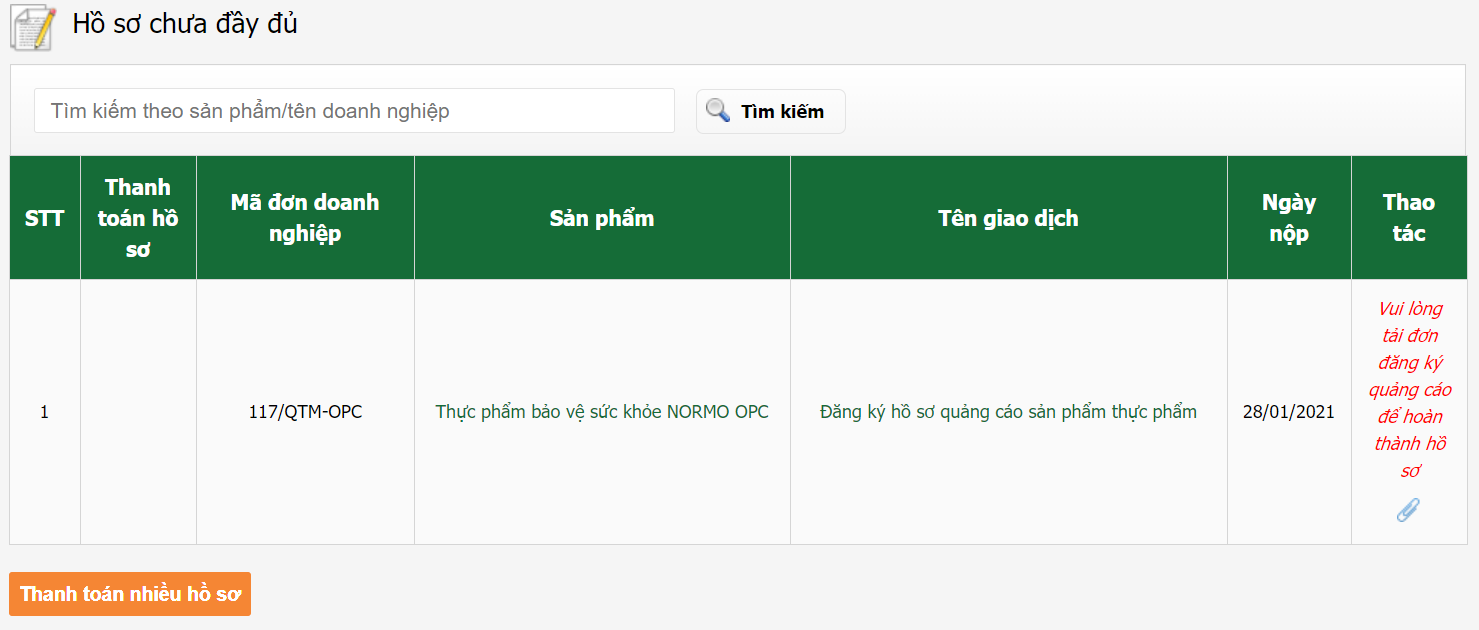 Hồ sơ chưa đầy đủ
Tìm kiếm theo sản phẩm/tên doanh nghiệp
Tìm kiếm
STT
Thanh
toán hồ
sơ
Mã đơn doanh
nghiệp
Sản phẩm
Tên giao dịch
Ngày
nộp
Thao
tác
1
117/QTM-OPC
Thực phẩm bảo vệ sức khỏe NORMO OPC
Đăng ký hồ sơ quảng cáo sản phẩm thực phẩm
28/01/2021
Vui lòng
tải đơn
đăng ký
quảng cáo
để hoàn
thành hồ
sơ
Thanh toán nhiều hồ sơ